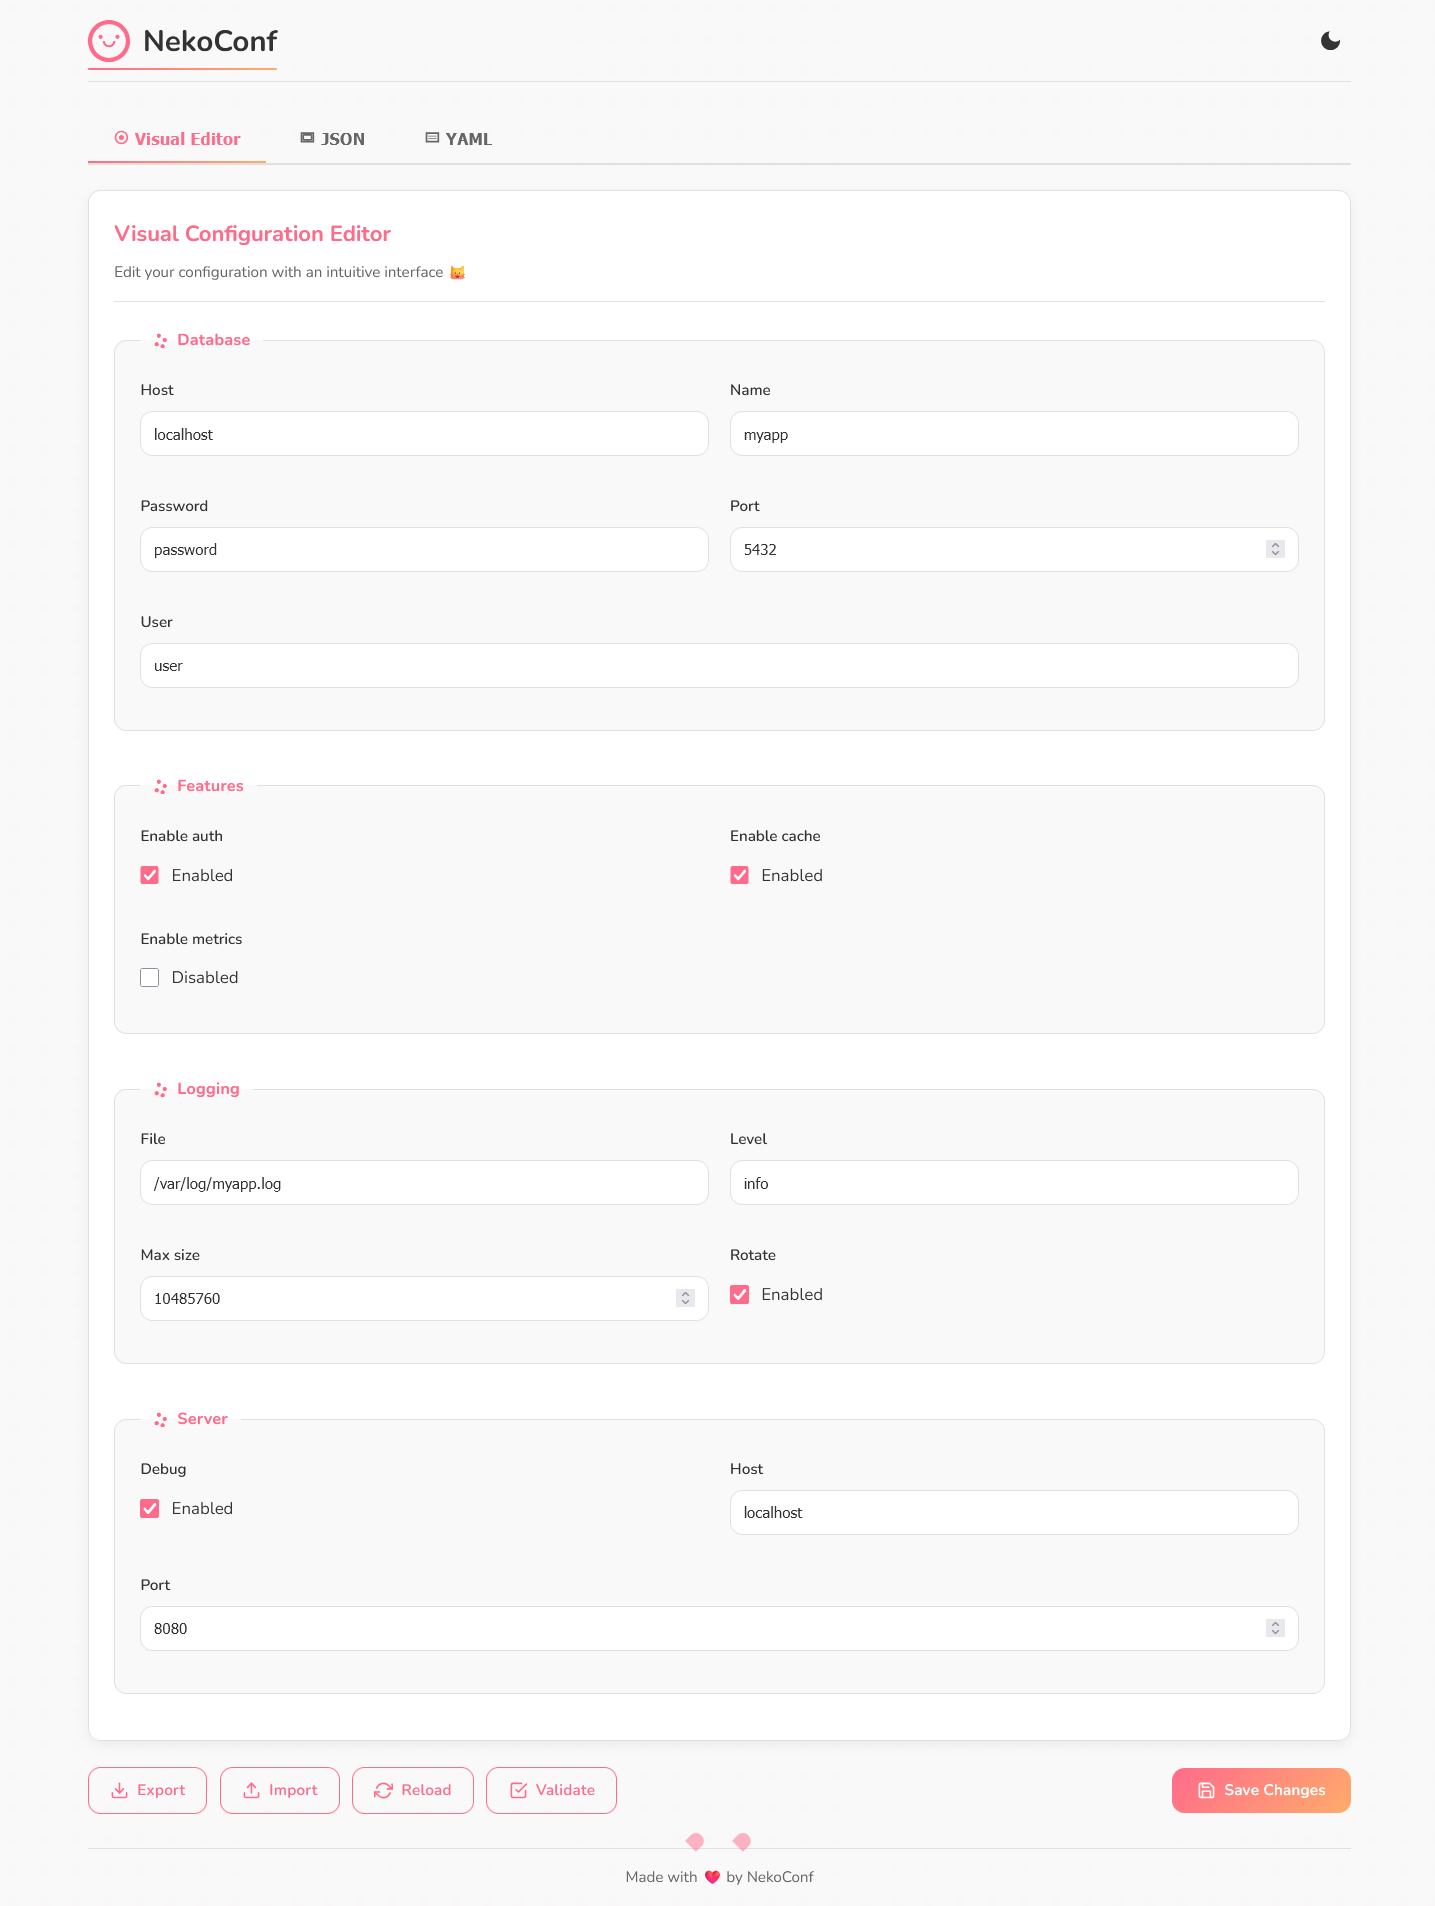 NekoConf
Visual Editor JSON YAML
Visual Configuration Editor
Edit your configuration with an intuitive interface
Database
Host Name
localhost myapp
Password Port
password 5432
User
user
Features
Enable auth Enable cache
Enabled Enabled
Enable metrics
Disabled
Logging
File Level
/var/log/myapp.log info
Max size Rotate
10485760 Enabled
Server
Debug Host
Enabled localhost
Port
8080
Export Import Reload Validate Save Changes
Made with ❤️ by NekoConf